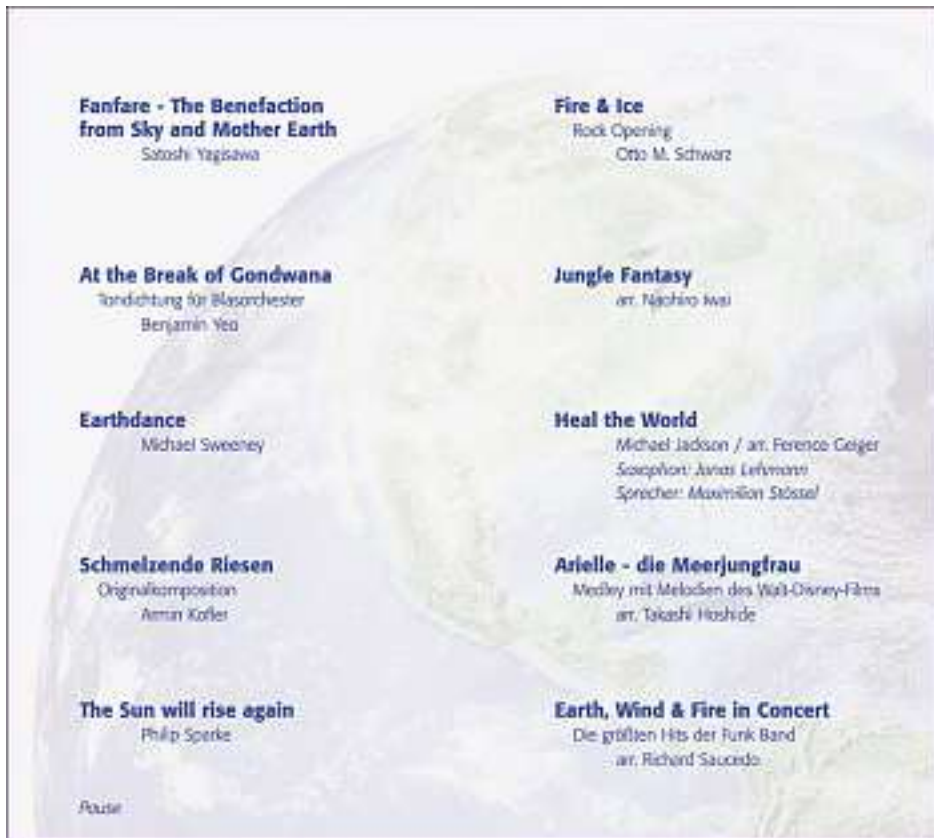 Fanfare - The Benefaction
from Sky and Mother Earth
Satoshi Yagisawa
At the Break of Gondwana
Tondichtung für Blasorchester
Benjamin Yeo
Earthdance
Michael Sweeney
Schmelzende Riesen
Originalkomposition
Armin Kofler
The Sun will rise again
Philip Sparke
Pause
Fire & Ice
Rock Opening
Otto M. Schwarz
Jungle Fantasy
arr. Naohiro Iwai
Heal the World
Michael Jackson / arr. Ference Geiger
Saxophon: Jonas Lehmann
Sprecher: Maximilian Stössel
Arielle - die Meerjungfrau
Medley mit Melodien des Walt-Disney-Films
arr. Takashi Hoshide
Earth, Wind & Fire in Concert
Die größten Hits der Funk Band
arr. Richard Saucedo